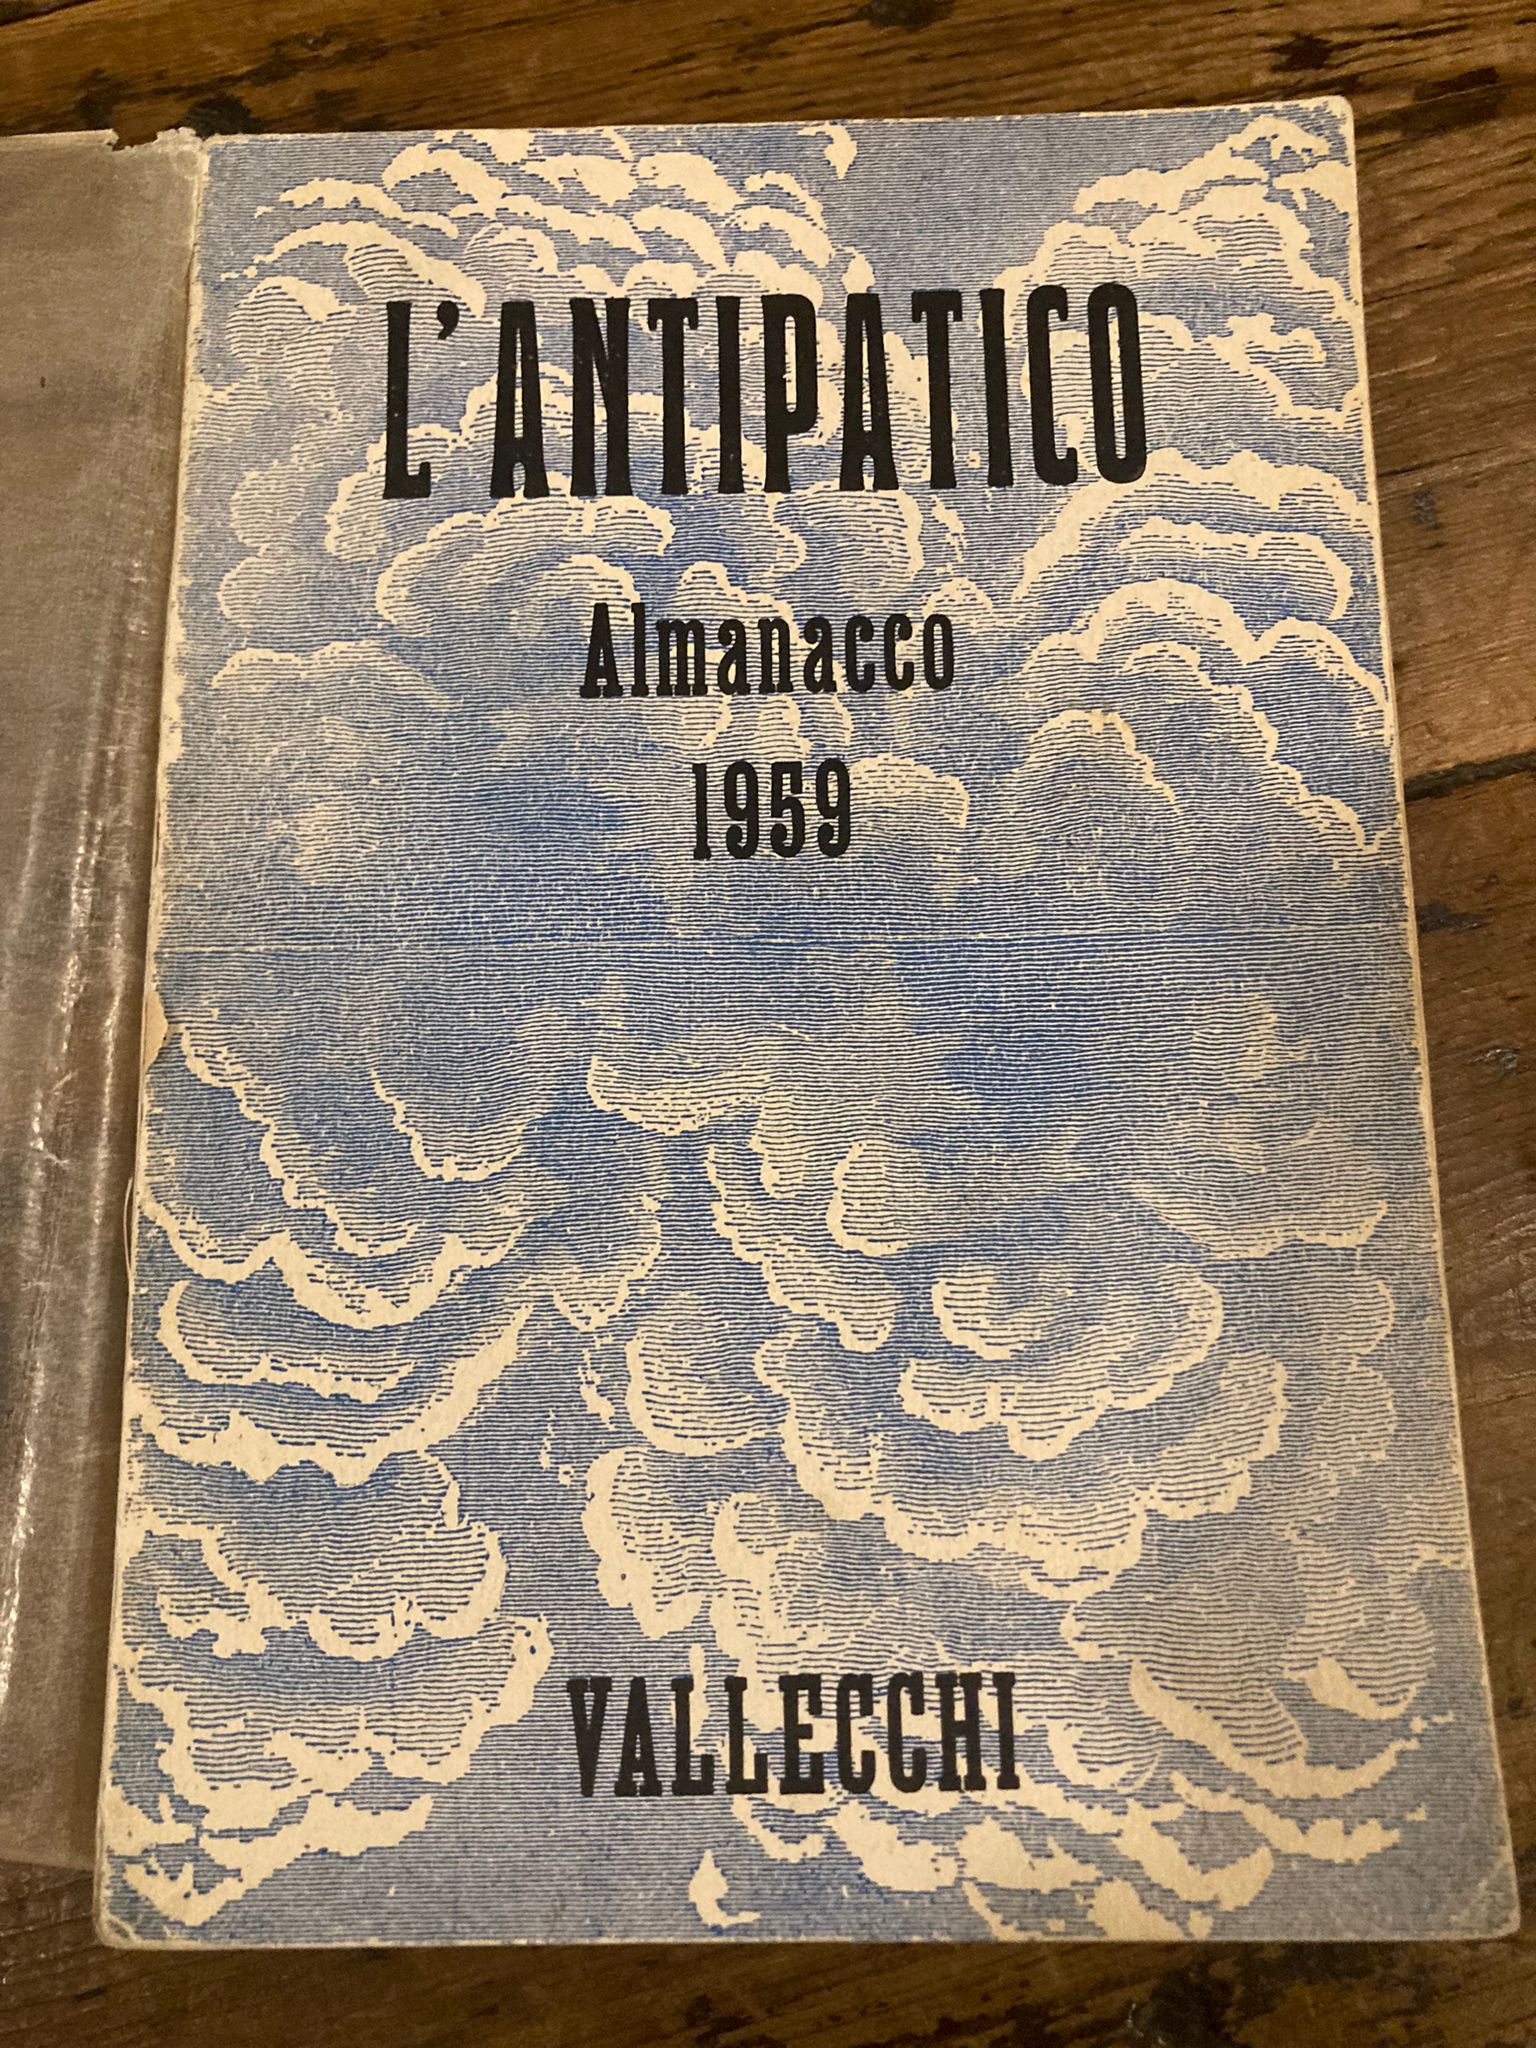 L'ANTIPATICO
Almanacco
1959
VALLECCHI